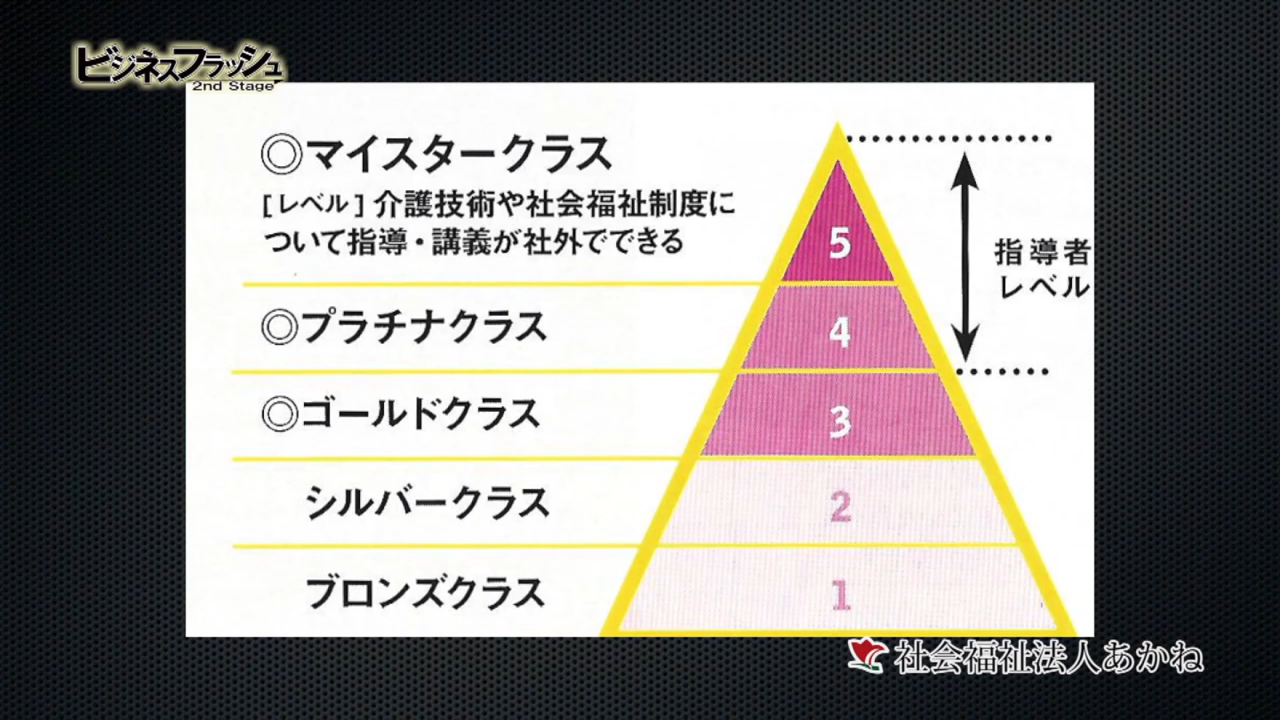 ビジネスフラッシュ
2nd Stage
◎マイスタークラス
[レベル] 介護技術や社会福祉制度に
ついて指導・講義が社外でできる
5
指導者
レベル
◎プラチナクラス
4
◎ゴールドクラス
3
シルバークラス
2
ブロンズクラス
1
社会福祉法人あかね